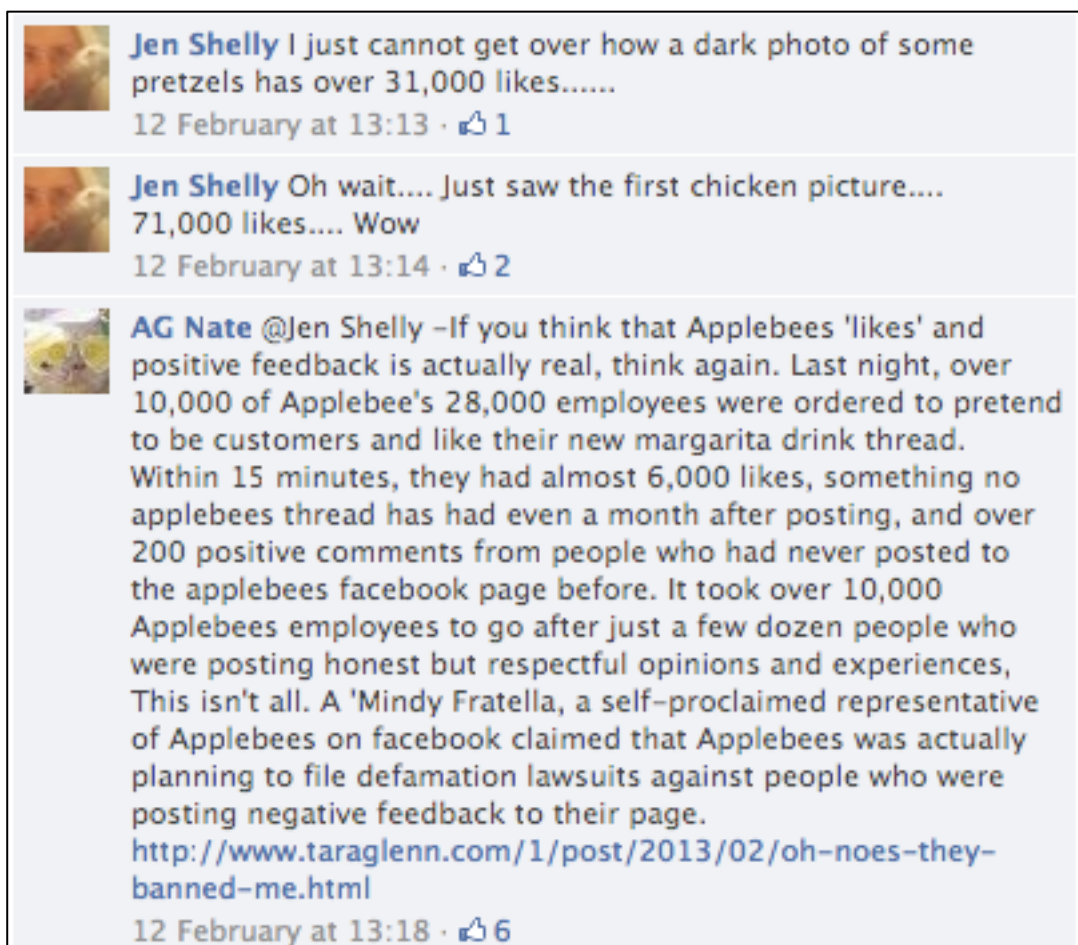 Jen Shelly I just cannot get over how a dark photo of some
pretzels has over 31,000 likes......
12 February at 13:13 · 1
Jen Shelly Oh wait.... Just saw the first chicken picture....
71,000 likes.... Wow
12 February at 13:14 · 2
AG Nate @Jen Shelly -If you think that Applebees 'likes' and
positive feedback is actually real, think again. Last night, over
10,000 of Applebee's 28,000 employees were ordered to pretend
to be customers and like their new margarita drink thread.
Within 15 minutes, they had almost 6,000 likes, something no
applebees thread has had even a month after posting, and over
200 positive comments from people who had never posted to
the applebees facebook page before. It took over 10,000
Applebees employees to go after just a few dozen people who
were posting honest but respectful opinions and experiences,
This isn't all. A 'Mindy Fratella, a self-proclaimed representative
of Applebees on facebook claimed that Applebees was actually
planning to file defamation lawsuits against people who were
posting negative feedback to their page.
http://www.taraglenn.com/1/post/2013/02/oh-noes-they-
banned-me.html
12 February at 13:18 · 6